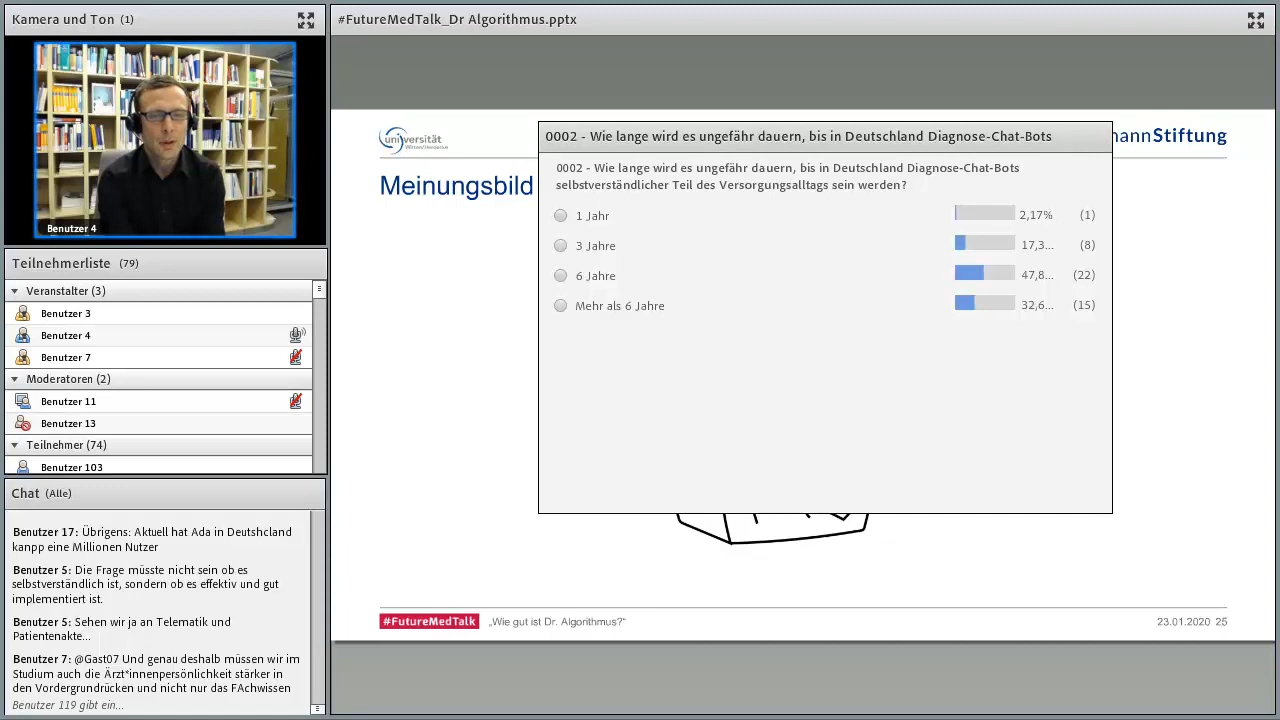 Kamera und Ton (1)
Benutzer 4
Teilnehmerliste (79)
Veranstalter (3)
Benutzer 3
Benutzer 4
Benutzer 7
Moderatoren (2)
Benutzer 11
Benutzer 13
Teilnehmer (74)
Benutzer 103
Chat (Alle)
Benutzer 17: Übrigens: Aktuell hat Ada in Deutshcland
kanpp eine Millionen Nutzer
Benutzer 5: Die Frage müsste nicht sein ob es
selbstverständlich ist, sondern ob es effektiv und gut
implementiert ist.
Benutzer 5: Sehen wir ja an Telematik und
Patientenakte...
Benutzer 7: @Gast07 Und genau deshalb müssen wir im
Studium auch die Ärzt*innenpersönlichkeit stärker in
den Vordergrundrücken und nicht nur das FAchwissen
Benutzer 119 gibt ein...
#FutureMedTalk_Dr Algorithmus.pptx
universität
Witten/Herdecke
mannStiftung
Meinungsbild
0002 - Wie lange wird es ungefähr dauern, bis in Deutschland Diagnose-Chat-Bots
0002 - Wie lange wird es ungefähr dauern, bis in Deutschland Diagnose-Chat-Bots
selbstverständlicher Teil des Versorgungsalltags sein werden?
1 Jahr 2,17% (1)
3 Jahre 17,3... (8)
6 Jahre 47,8... (22)
Mehr als 6 Jahre 32,6... (15)
#FutureMedTalk „Wie gut ist Dr. Algorithmus?“ 23.01.2020 25